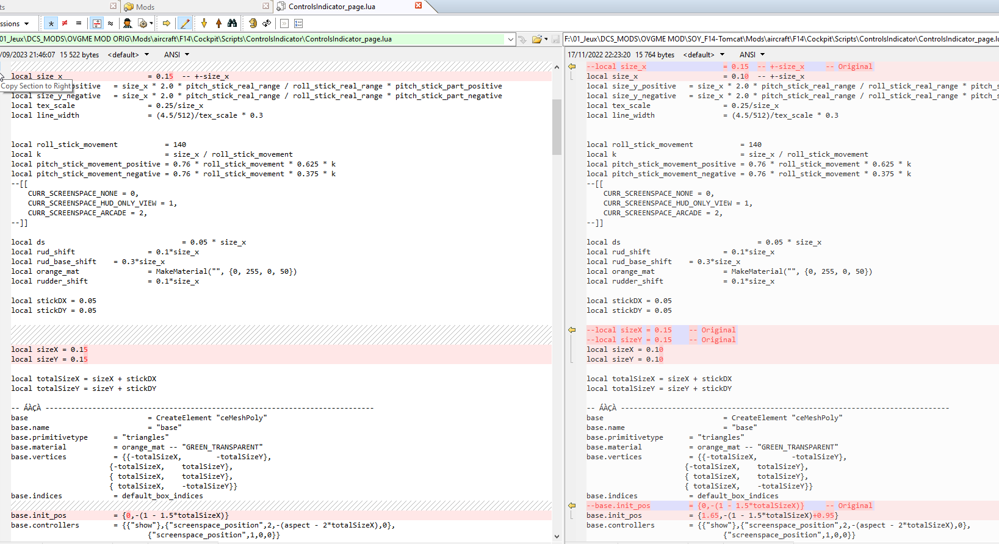 ts
Mods
ControlsIndicator_page.lua
ssions
01_Jeux\DCS_MODS\OVGME MOD ORIG\Mods\aircraft\F14\Cockpit\Scripts\ControlsIndicator\ControlsIndicator_page.lua
/09/2023 21:46:07 15 522 bytes <default> ANSI
local size_x = 0.15 -- +-size_x
Copy Section to Right
ositive = size_x * 2.0 * pitch_stick_real_range / roll_stick_real_range * pitch_stick_part_positive
local size_y_negative = size_x * 2.0 * pitch_stick_real_range / roll_stick_real_range * pitch_stick_part_negative
local tex_scale = 0.25/size_x
local line_width = (4.5/512)/tex_scale * 0.3
local roll_stick_movement = 140
local k = size_x / roll_stick_movement
local pitch_stick_movement_positive = 0.76 * roll_stick_movement * 0.625 * k
local pitch_stick_movement_negative = 0.76 * roll_stick_movement * 0.375 * k
--[[
CURR_SCREENSPACE_NONE = 0,
CURR_SCREENSPACE_HUD_ONLY_VIEW = 1,
CURR_SCREENSPACE_ARCADE = 2,
--]]
local ds = 0.05 * size_x
local rud_shift = 0.1*size_x
local rud_base_shift = 0.3*size_x
local orange_mat = MakeMaterial("", {0, 255, 0, 50})
local rudder_shift = 0.1*size_x
local stickDX = 0.05
local stickDY = 0.05
local sizeX = 0.15
local sizeY = 0.15
local totalSizeX = sizeX + stickDX
local totalSizeY = sizeY + stickDY
-- ÁÀÇÀ -----------------------------------------------------------------------------
base = CreateElement "ceMeshPoly"
base.name = "base"
base.primitivetype = "triangles"
base.material = orange_mat -- "GREEN_TRANSPARENT"
base.vertices = {{-totalSizeX, -totalSizeY},
{-totalSizeX, totalSizeY},
{ totalSizeX, totalSizeY},
{ totalSizeX, -totalSizeY}}
base.indices = default_box_indices
base.init_pos = {0,-(1 - 1.5*totalSizeX)}
base.controllers = {{"show"},{"screenspace_position",2,-(aspect - 2*totalSizeX),0},
{"screenspace_position",1,0,0}}
F:\01_Jeux\DCS_MODS\OVGME MOD\SOY_F14-Tomcat\Mods\aircraft\F14\Cockpit\Scripts\ControlsIndicator\ControlsIndicator_page.lu
17/11/2022 22:23:20 15 764 bytes <default> ANSI
--local size_x = 0.15 -- +-size_x -- Original
local size_x = 0.10 -- +-size_x
local size_y_positive = size_x * 2.0 * pitch_stick_real_range / roll_stick_real_range * pitch_s
local size_y_negative = size_x * 2.0 * pitch_stick_real_range / roll_stick_real_range * pitch_s
local tex_scale = 0.25/size_x
local line_width = (4.5/512)/tex_scale * 0.3
local roll_stick_movement = 140
local k = size_x / roll_stick_movement
local pitch_stick_movement_positive = 0.76 * roll_stick_movement * 0.625 * k
local pitch_stick_movement_negative = 0.76 * roll_stick_movement * 0.375 * k
--[[
CURR_SCREENSPACE_NONE = 0,
CURR_SCREENSPACE_HUD_ONLY_VIEW = 1,
CURR_SCREENSPACE_ARCADE = 2,
--]]
local ds = 0.05 * size_x
local rud_shift = 0.1*size_x
local rud_base_shift = 0.3*size_x
local orange_mat = MakeMaterial("", {0, 255, 0, 50})
local rudder_shift = 0.1*size_x
local stickDX = 0.05
local stickDY = 0.05
--local sizeX = 0.15 -- Original
--local sizeY = 0.15 -- Original
local sizeX = 0.10
local sizeY = 0.10
local totalSizeX = sizeX + stickDX
local totalSizeY = sizeY + stickDY
-- ÁÀÇÀ -----------------------------------------------------------------------------
base = CreateElement "ceMeshPoly"
base.name = "base"
base.primitivetype = "triangles"
base.material = orange_mat -- "GREEN_TRANSPARENT"
base.vertices = {{-totalSizeX, -totalSizeY},
{-totalSizeX, totalSizeY},
{ totalSizeX, totalSizeY},
{ totalSizeX, -totalSizeY}}
base.indices = default_box_indices
--base.init_pos = {0,-(1 - 1.5*totalSizeX)} -- Original
base.init_pos = {1.65,-(1 - 1.5*totalSizeX)+0.95}
base.controllers = {{"show"},{"screenspace_position",2,-(aspect - 2*totalSizeX),0},
{"screenspace_position",1,0,0}}